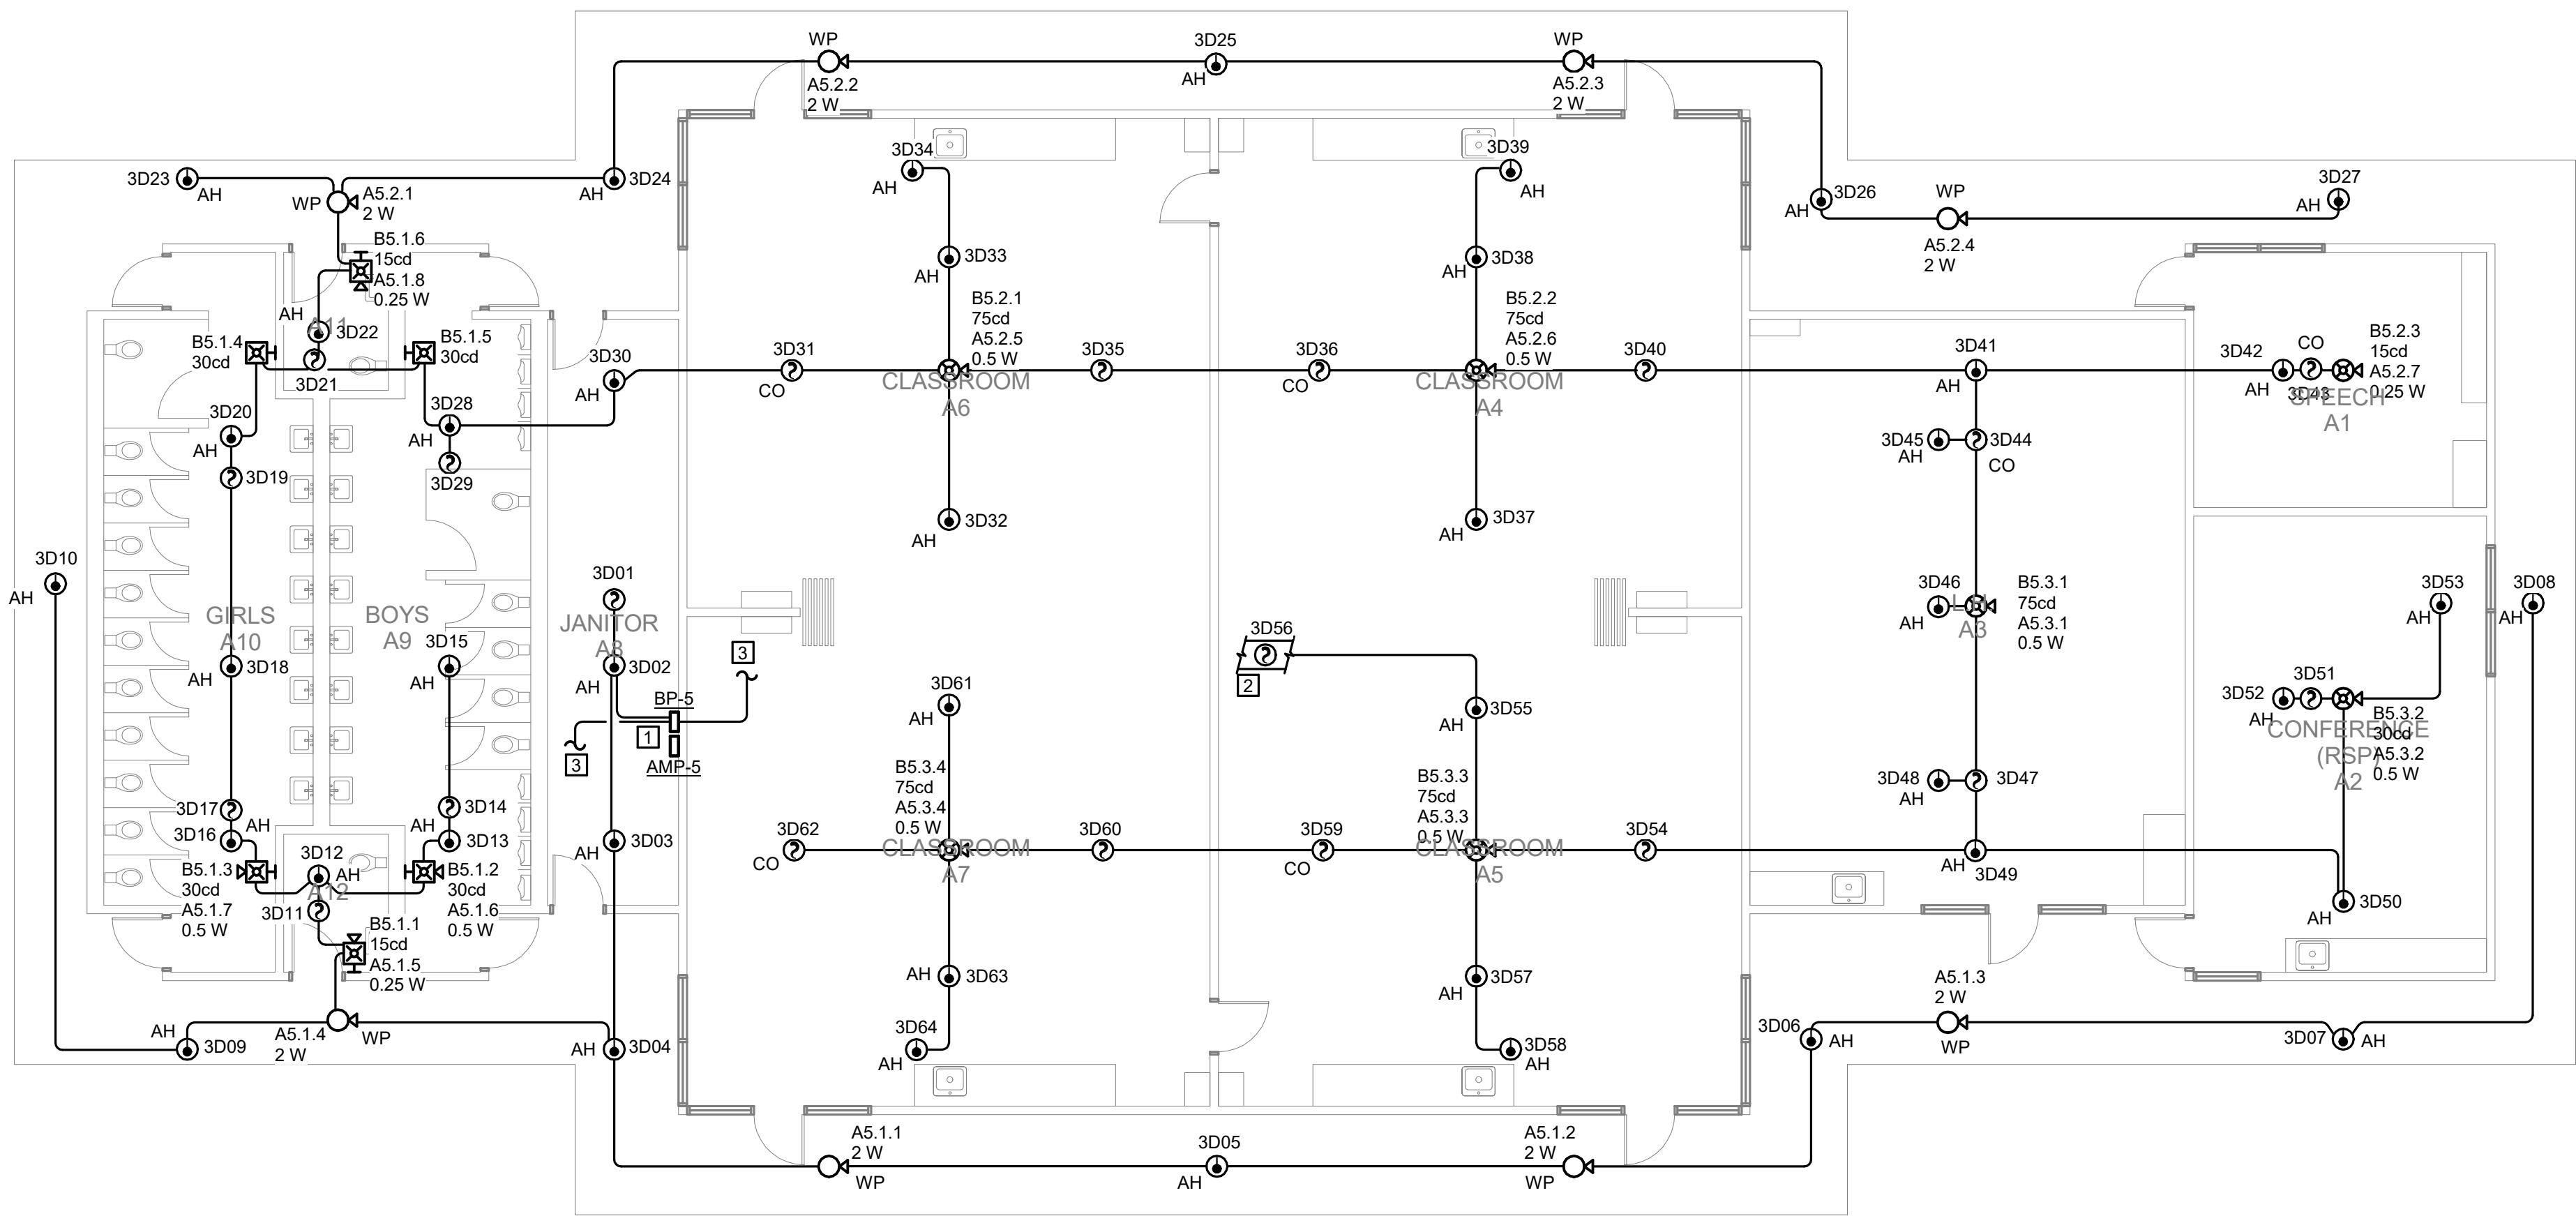 WP
3D25
WP
AH
A5.2.2
2 W
A5.2.3
2 W
3D34
AH
3D39
AH
3D23
AH
WP
A5.2.1
2 W
3D24
AH
3D26
AH
WP
A5.2.4
2 W
3D27
AH
B5.1.6
15cd
A5.1.8
0.25 W
3D33
AH
3D38
AH
AH
A11
3D22
B5.1.4
30cd
B5.1.5
30cd
3D21
3D30
AH
3D31
CO
B5.2.1
75cd
A5.2.5
0.5 W
CLASSROOM
A6
3D35
3D36
CO
B5.2.2
75cd
A5.2.6
0.5 W
CLASSROOM
A4
3D40
3D41
AH
3D42
AH
CO
3D43
B5.2.3
15cd
A5.2.7
0.25 W
SPEECH
A1
3D20
AH
3D28
AH
3D19
3D29
3D45
AH
3D44
CO
3D32
AH
3D37
AH
3D10
AH
GIRLS
A10
BOYS
A9
3D15
AH
3D18
AH
3D01
JANITOR
A8
3D02
AH
3
BP-5
1
3
AMP-5
3D56
2
3D46
AH
A3
B5.3.1
75cd
A5.3.1
0.5 W
3D53
AH
3D08
AH
3D52
AH
3D51
B5.3.2
30cd
A5.3.2
0.5 W
CONFERENCE
(RSP)
A2
3D61
AH
3D55
AH
B5.3.4
75cd
A5.3.4
0.5 W
B5.3.3
75cd
A5.3.3
0.5 W
3D48
AH
3D47
3D17
AH
3D16
3D14
AH
3D13
3D03
AH
3D62
CO
CLASSROOM
A7
3D60
3D59
CO
CLASSROOM
A5
3D54
AH
3D49
3D12
AH
A12
B5.1.3
30cd
A5.1.7
0.5 W
3D11
B5.1.2
30cd
A5.1.6
0.5 W
B5.1.1
15cd
A5.1.5
0.25 W
3D50
AH
AH
3D63
3D57
AH
A5.1.3
2 W
WP
AH
3D09
A5.1.4
2 W
WP
AH
3D04
3D64
AH
3D58
AH
3D06
AH
3D07
AH
A5.1.1
2 W
WP
3D05
AH
A5.1.2
2 W
WP